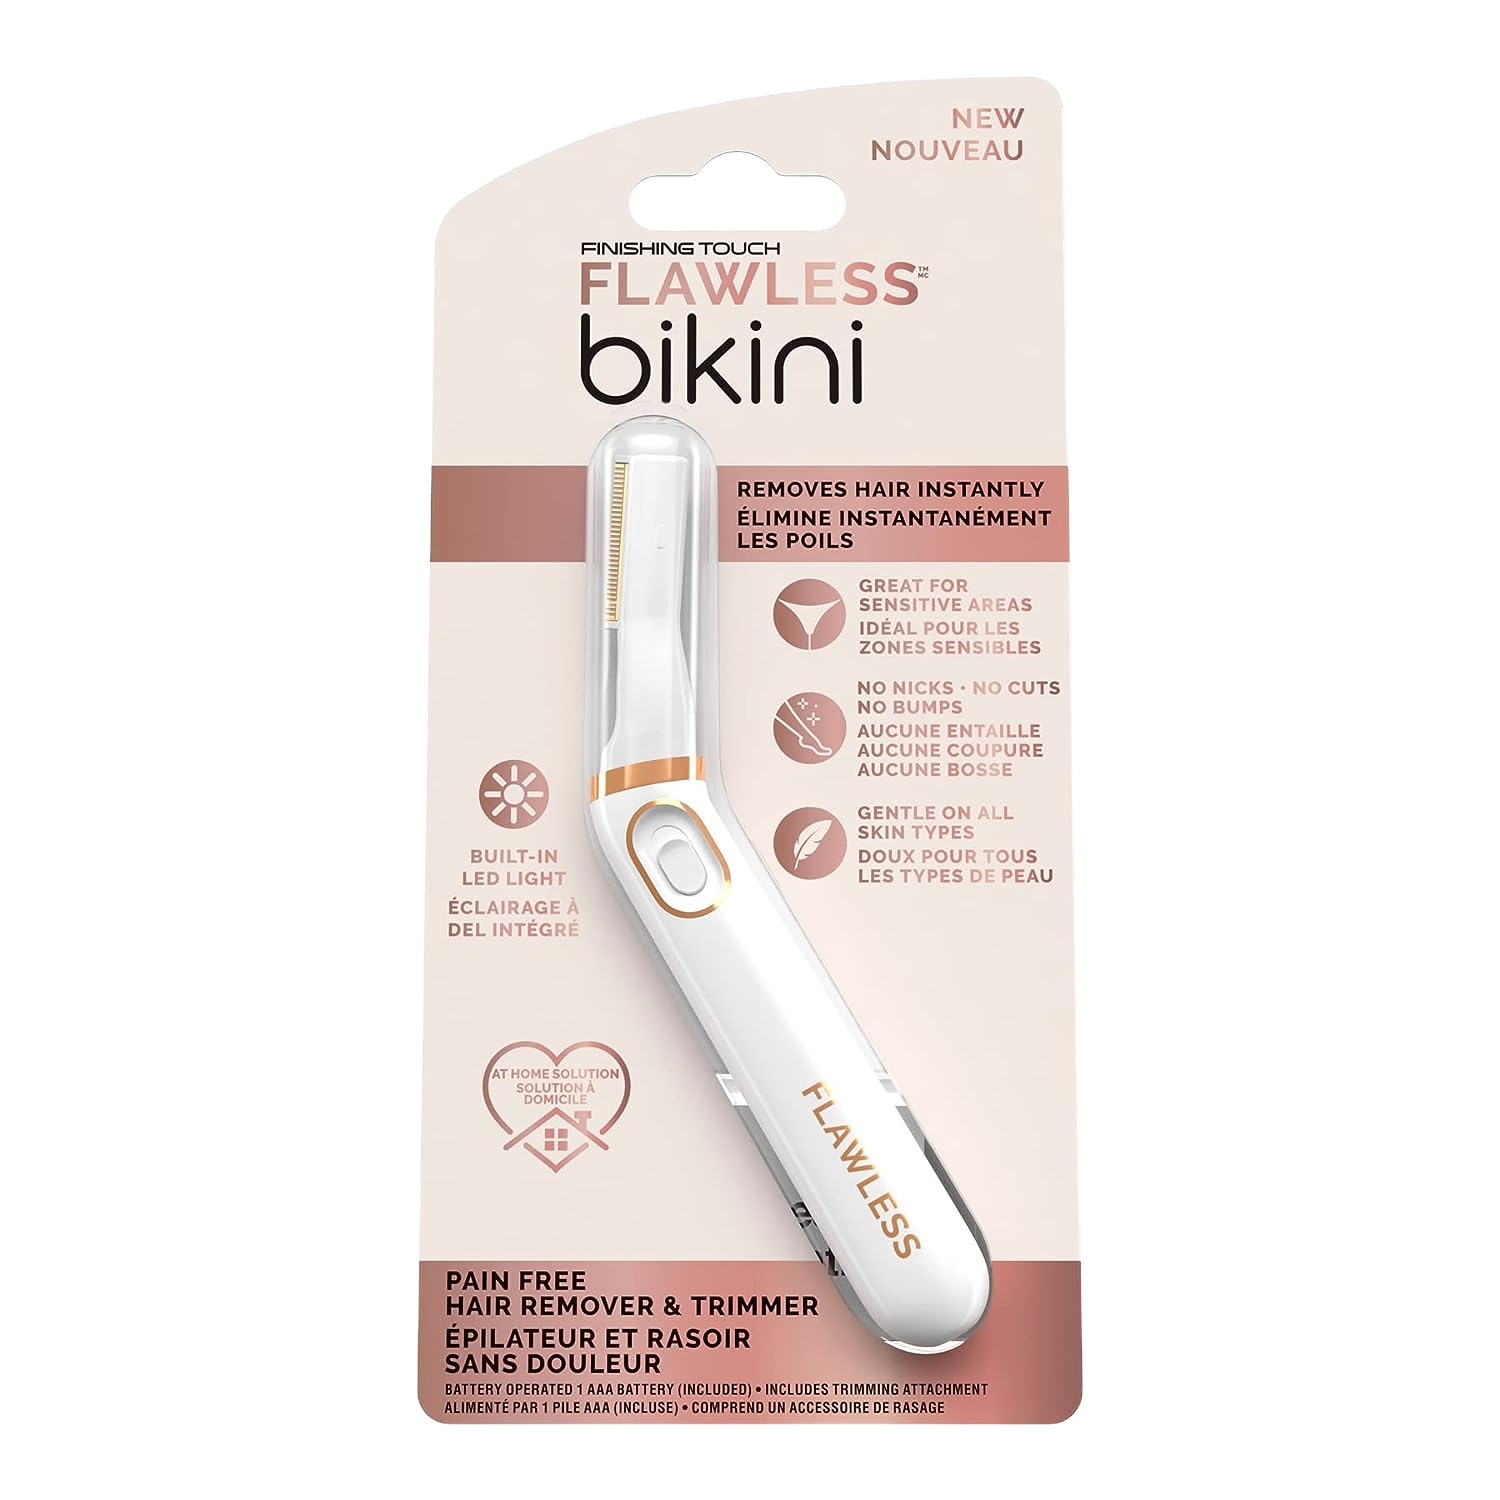 NEW
NOUVEAU
FINISHING TOUCH
FLAWLESS™ MC
bikini
REMOVES HAIR INSTANTLY
ÉLIMINE INSTANTANÉMENT
LES POILS
GREAT FOR
SENSITIVE AREAS
IDÉAL POUR LES
ZONES SENSIBLES
NO NICKS · NO CUTS
NO BUMPS
AUCUNE ENTAILLE
AUCUNE COUPURE
AUCUNE BOSSE
GENTLE ON ALL
SKIN TYPES
DOUX POUR TOUS
LES TYPES DE PEAU
BUILT-IN
LED LIGHT
ÉCLAIRAGE À
DEL INTÉGRÉ
AT HOME SOLUTION
SOLUTION À
DOMICILE
FLAWLESS
PAIN FREE
HAIR REMOVER & TRIMMER
ÉPILATEUR ET RASOIR
SANS DOULEUR
BATTERY OPERATED 1 AAA BATTERY (INCLUDED) • INCLUDES TRIMMING ATTACHMENT
ALIMENTÉ PAR 1 PILE AAA (INCLUSE) • COMPREND UN ACCESSOIRE DE RASAGE